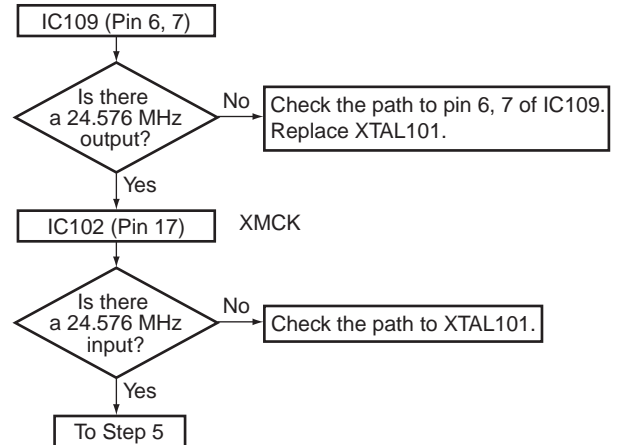 IC109 (Pin 6, 7)
Is there
a 24.576 MHz
output?
No
Check the path to pin 6, 7 of IC109.
Replace XTAL101.
Yes
IC102 (Pin 17)
XMCK
Is there
a 24.576 MHz
input?
No
Check the path to XTAL101.
Yes
To Step 5